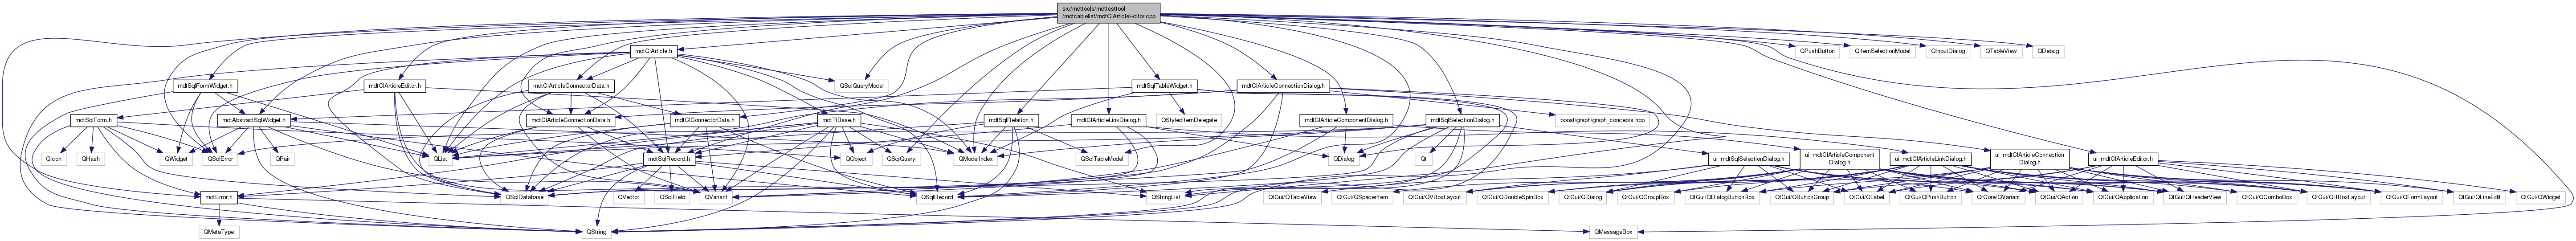 src/mdttools/mdttesttool
/mdtcablelist/mdtClArticleEditor.cpp
mdtClArticle.h
QPushButton
QItemSelectionModel
QInputDialog
QTableView
QDebug
mdtSqlFormWidget.h
mdtClArticleEditor.h
mdtClArticleConnectorData.h
QSqlQueryModel
mdtSqlTableWidget.h
mdtClArticleConnectionDialog.h
mdtSqlForm.h
mdtAbstractSqlWidget.h
mdtClArticleConnectionData.h
mdtClConnectorData.h
mdtTtBase.h
mdtSqlRelation.h
mdtClArticleLinkDialog.h
QStyledItemDelegate
mdtClArticleComponentDialog.h
mdtSqlSelectionDialog.h
boost/graph/graph_concepts.hpp
QIcon
QHash
QWidget
QSqlError
QPair
QList
mdtSqlRecord.h
QObject
QSqlQuery
QModelIndex
QSqlTableModel
QDialog
Qt
ui_mdtSqlSelectionDialog.h
ui_mdtClArticleComponent
Dialog.h
ui_mdtClArticleLinkDialog.h
ui_mdtClArticleConnection
Dialog.h
ui_mdtClArticleEditor.h
mdtError.h
QSqlDatabase
QVector
QSqlField
QVariant
QSqlRecord
QStringList
QtGui/QTableView
QtGui/QSpacerItem
QtGui/QVBoxLayout
QtGui/QDoubleSpinBox
QtGui/QDialog
QtGui/QGroupBox
QtGui/QDialogButtonBox
QtGui/QButtonGroup
QtGui/QLabel
QtGui/QPushButton
QtCore/QVariant
QtGui/QAction
QtGui/QApplication
QtGui/QHeaderView
QtGui/QComboBox
QtGui/QHBoxLayout
QtGui/QFormLayout
QtGui/QLineEdit
QtGui/QWidget
QMetaType
QString
QMessageBox